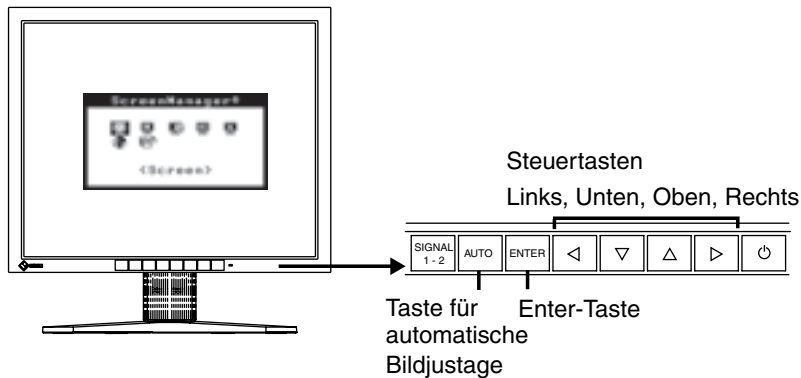 ScreenManager®
<Screen>
Steuertasten
Links, Unten, Oben, Rechts
SIGNAL
1 - 2
AUTO
ENTER
Taste für
automatische
Bildjustage
Enter-Taste